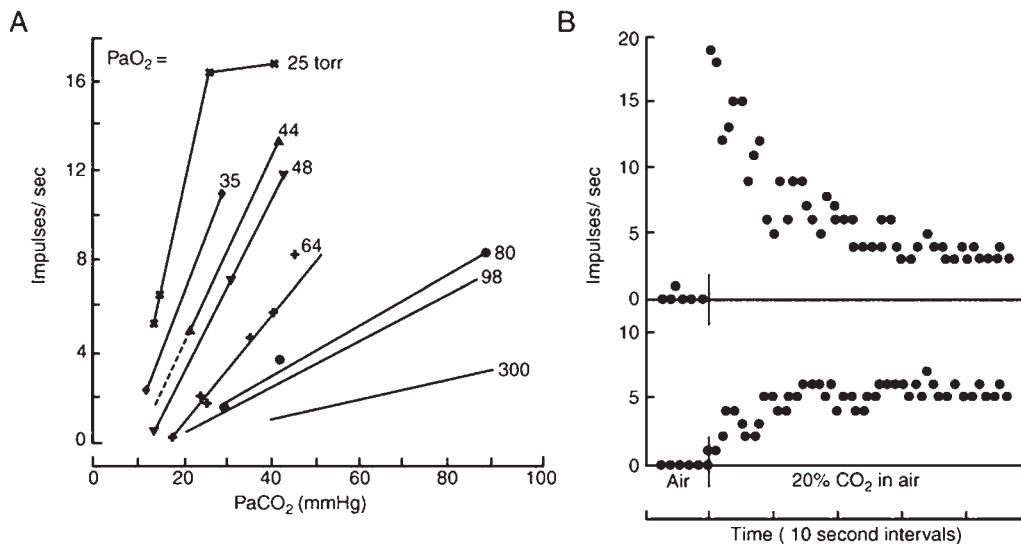 A
PaO2 =
25 torr
35
44
48
64
80
98
300
16
12
8
4
0
Impulses/ sec
0 20 40 60 80 100
PaCO2 (mmHg)
B
20
15
10
5
0
10
5
0
Impulses/ sec
Air
20% CO2 in air
Time ( 10 second intervals)